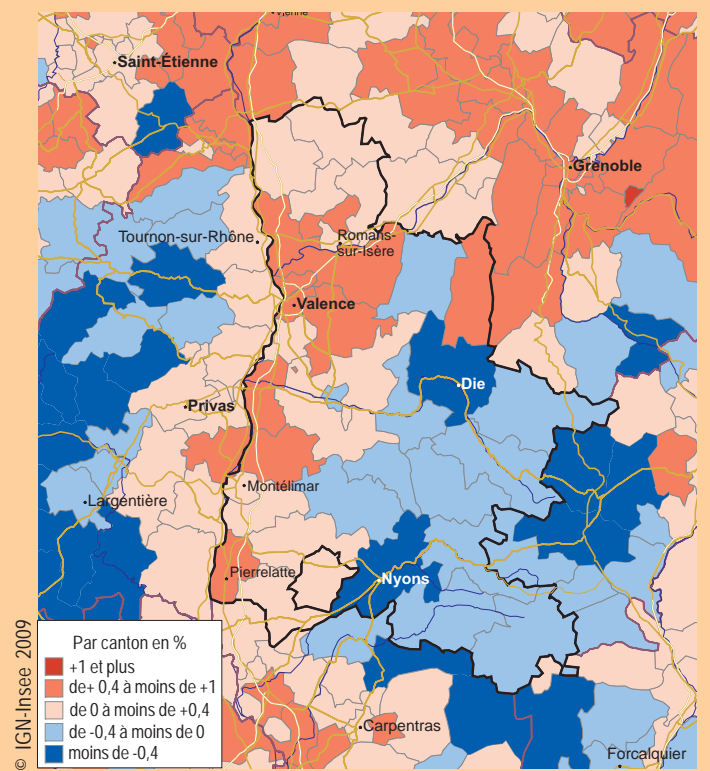 Vienne
Saint-Étienne
Grenoble
Tournon-sur-Rhône
Romans-
sur-Isère
Valence
Die
Privas
Montélimar
Largentière
Pierrelatte
Nyons
Par canton en %
+1 et plus
de+ 0,4 à moins de +1
de 0 à moins de +0,4
de -0,4 à moins de 0
moins de -0,4
Carpentras
Forcalquier
© IGN-Insee 2009